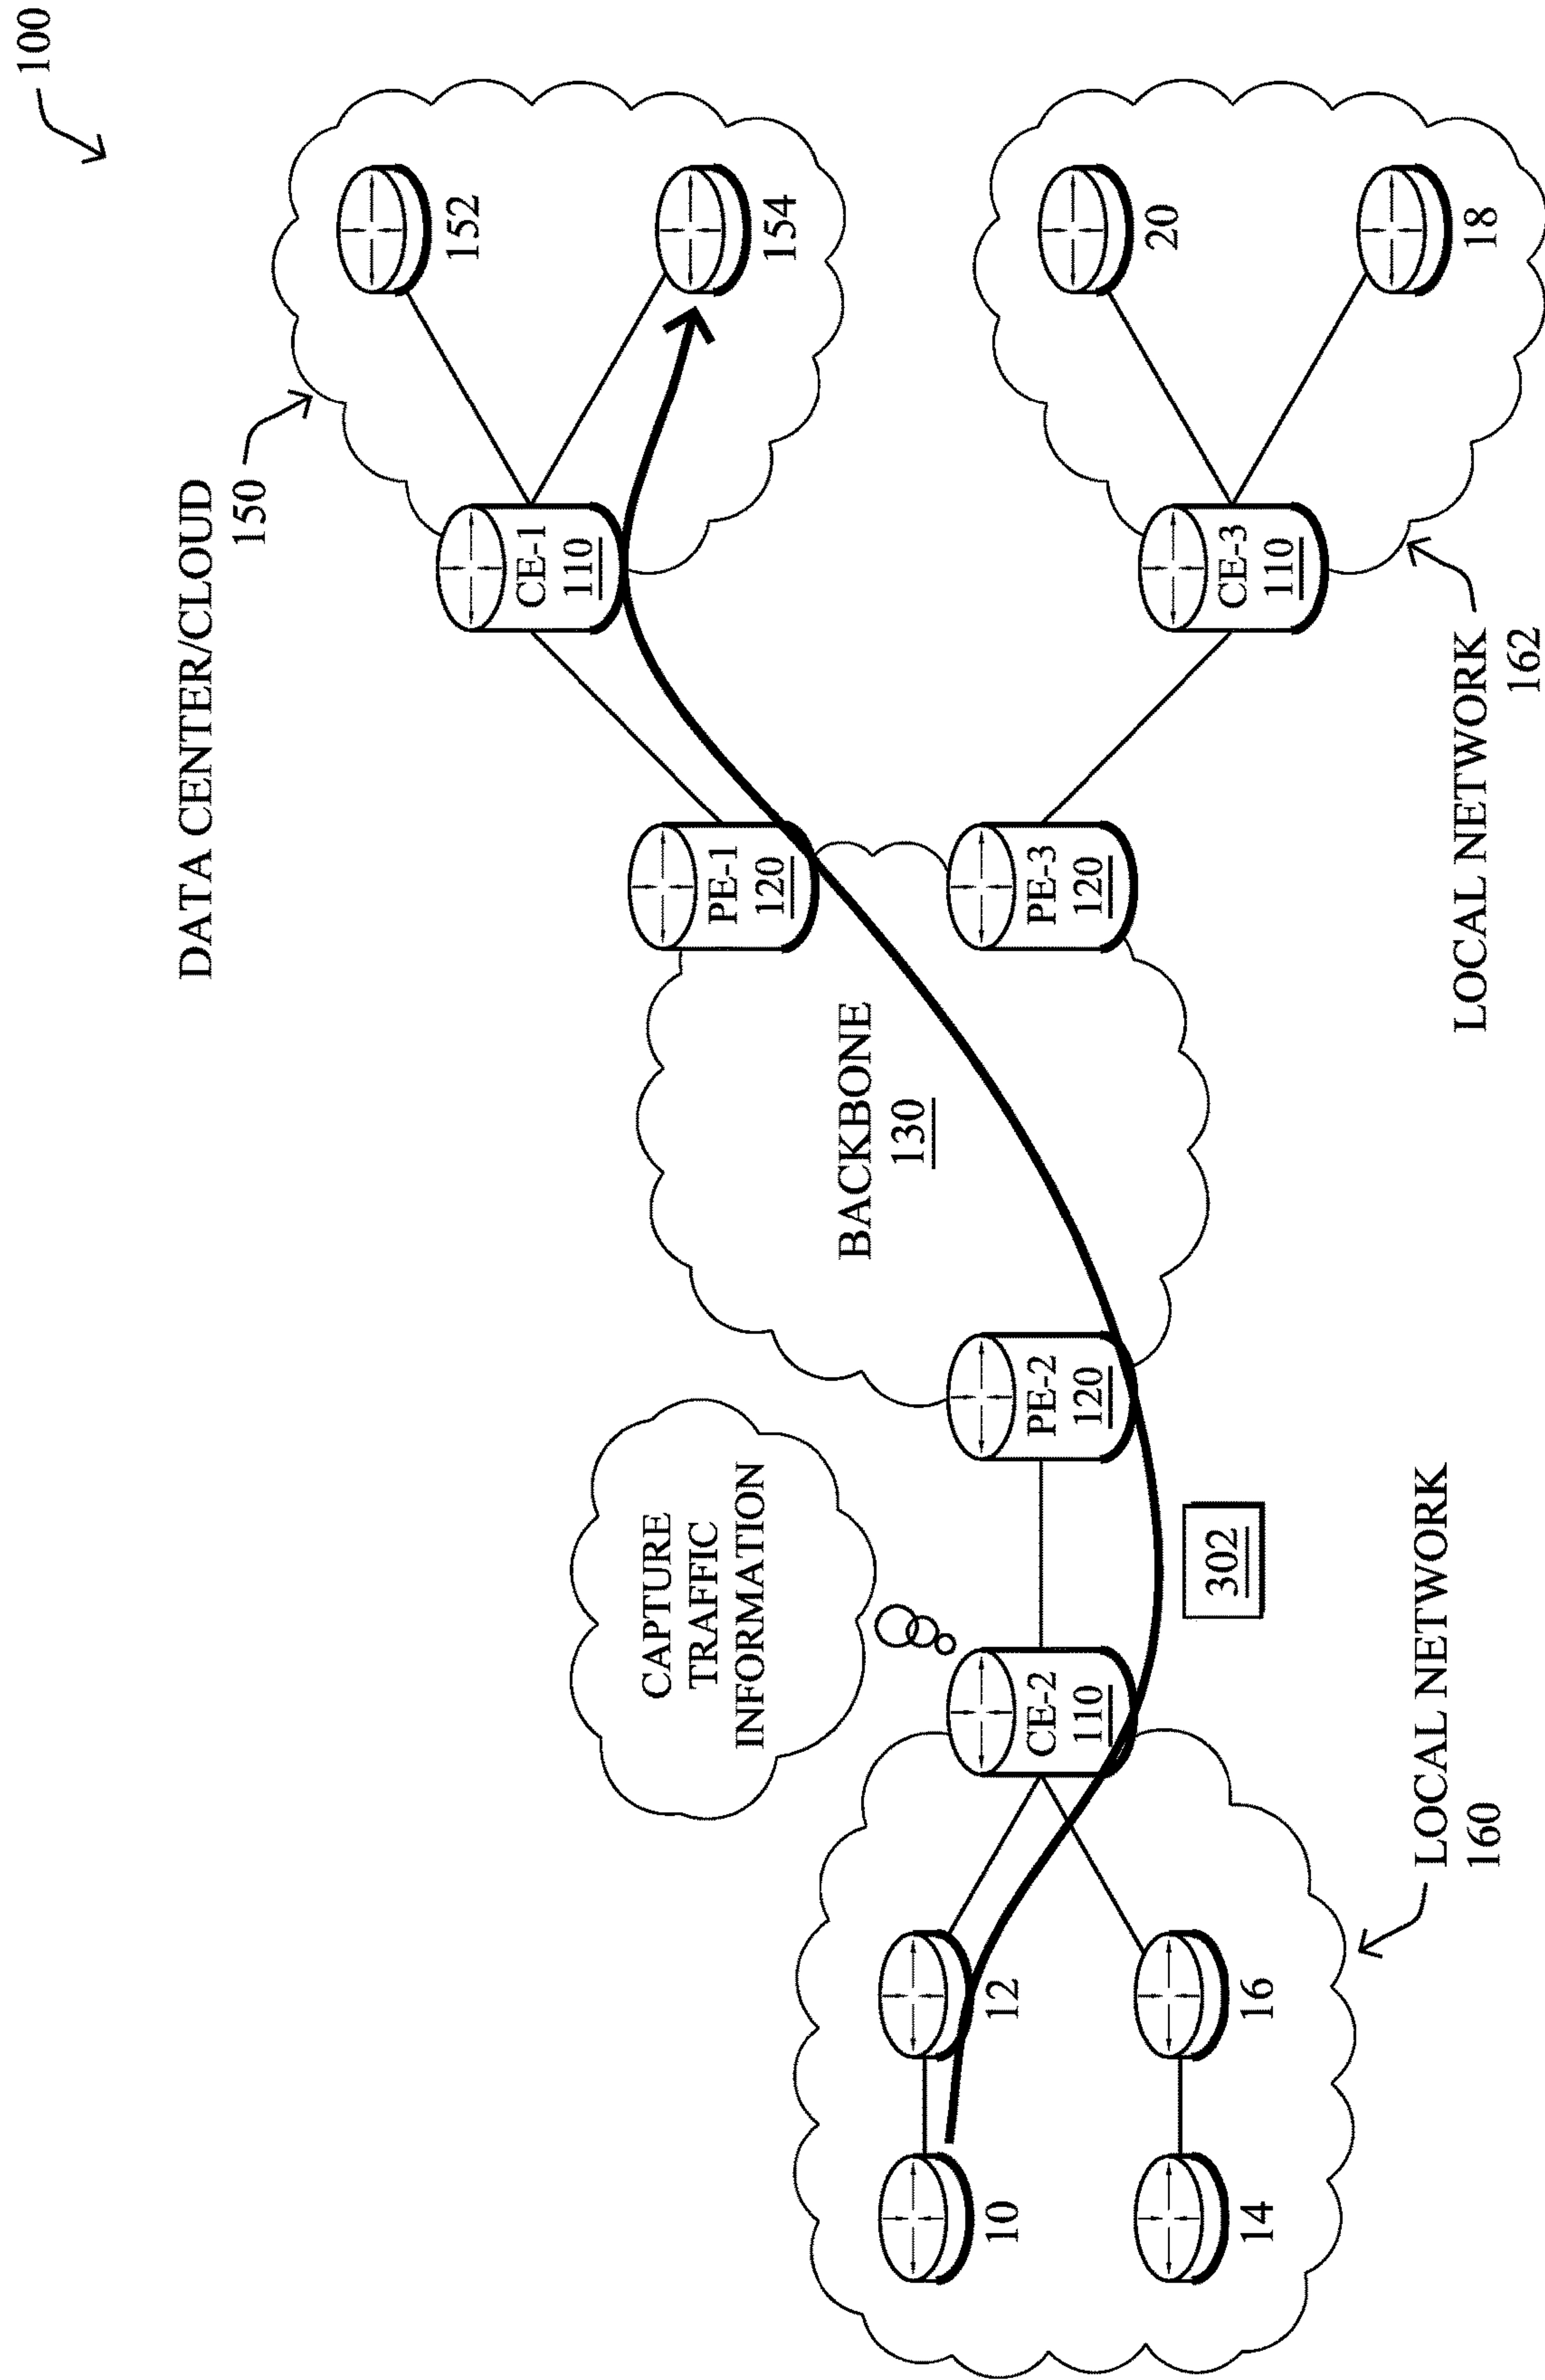 100
DATA CENTER/CLOUD
150
152
154
CE-1
110
PE-1
120
BACKBONE
130
PE-3
120
CE-3
110
20
18
LOCAL NETWORK
162
CAPTURE
TRAFFIC
INFORMATION
PE-2
120
302
CE-2
110
10
12
14
16
LOCAL NETWORK
160